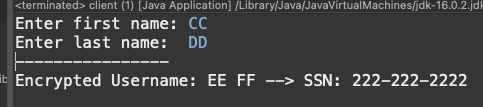 <terminated> client (1) [Java Application] /Library/Java/JavaVirtualMachines/jdk-16.0.2.jd
Enter first name: CC
Enter last name:  DD
----------------
Encrypted Username: EE FF --> SSN: 222-222-2222